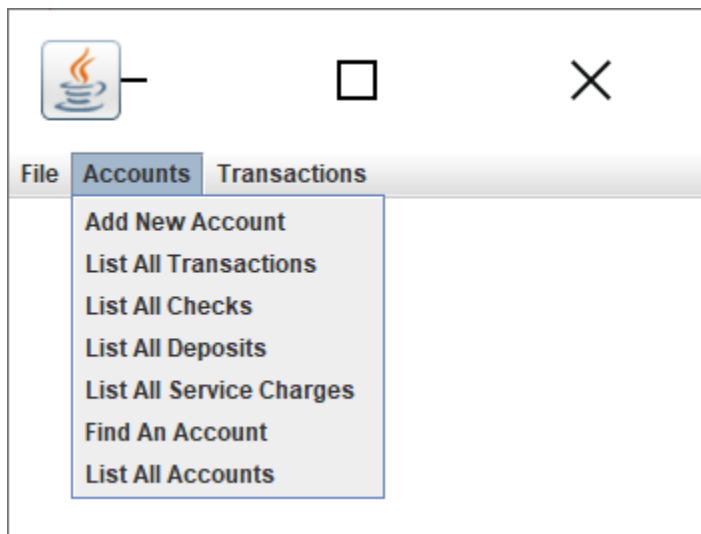 File Accounts Transactions
Add New Account
List All Transactions
List All Checks
List All Deposits
List All Service Charges
Find An Account
List All Accounts